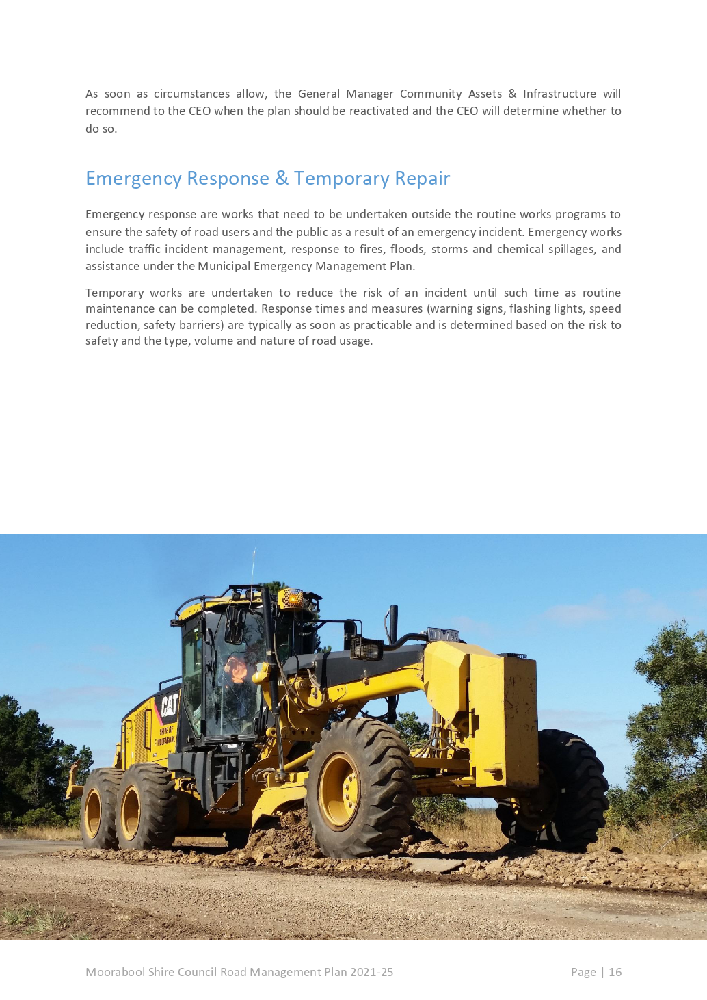 As soon as circumstances allow, the General Manager Community Assets & Infrastructure will
recommend to the CEO when the plan should be reactivated and the CEO will determine whether to
do so.
Emergency Response & Temporary Repair
Emergency response are works that need to be undertaken outside the routine works programs to
ensure the safety of road users and the public as a result of an emergency incident. Emergency works
include traffic incident management, response to fires, floods, storms and chemical spillages, and
assistance under the Municipal Emergency Management Plan.
Temporary works are undertaken to reduce the risk of an incident until such time as routine
maintenance can be completed. Response times and measures (warning signs, flashing lights, speed
reduction, safety barriers) are typically as soon as practicable and is determined based on the risk to
safety and the type, volume and nature of road usage.
CAT
SHIRE OF
MOORABOOL
Moorabool Shire Council Road Management Plan 2021-25
Page | 16